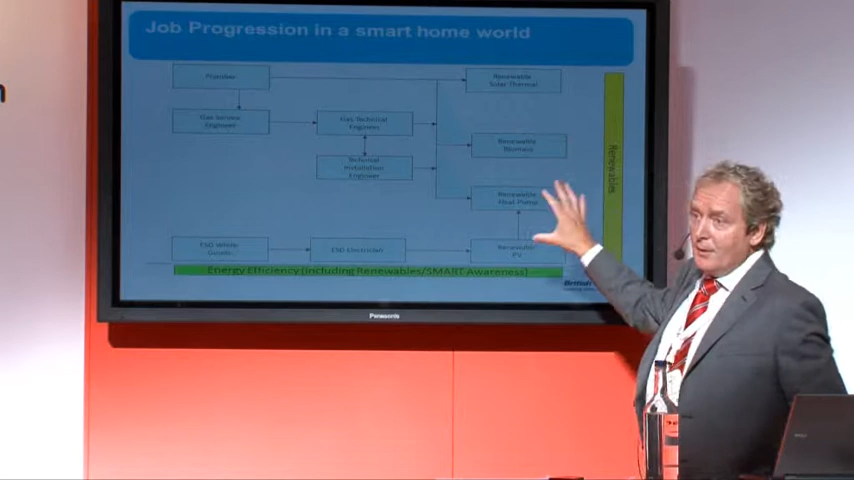 Job Progression in a smart home world
Plumber
Renewable
Solar Thermal
Gas Service
Engineer
Gas Technical
Engineer
Renewable
Biomass
Technical
Installation
Engineer
Renewable
Heat Pump
Renewables
ESD White
Goods
ESD Electrician
Renewable
PV
Energy Efficiency (including Renewables/SMART Awareness)
British
Panasonic
n